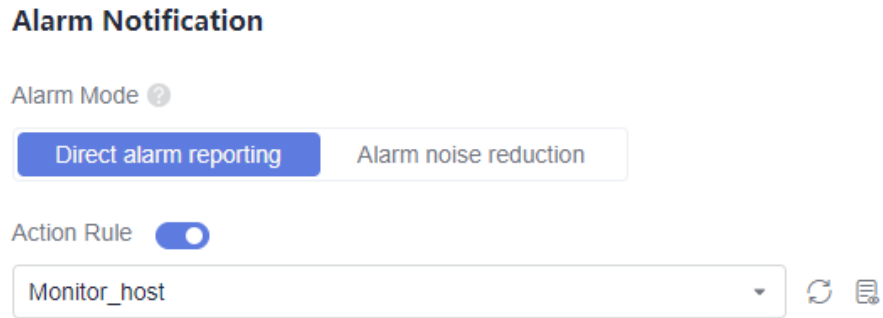 Alarm Notification
Alarm Mode ?
Direct alarm reporting Alarm noise reduction
Action Rule
Monitor_host